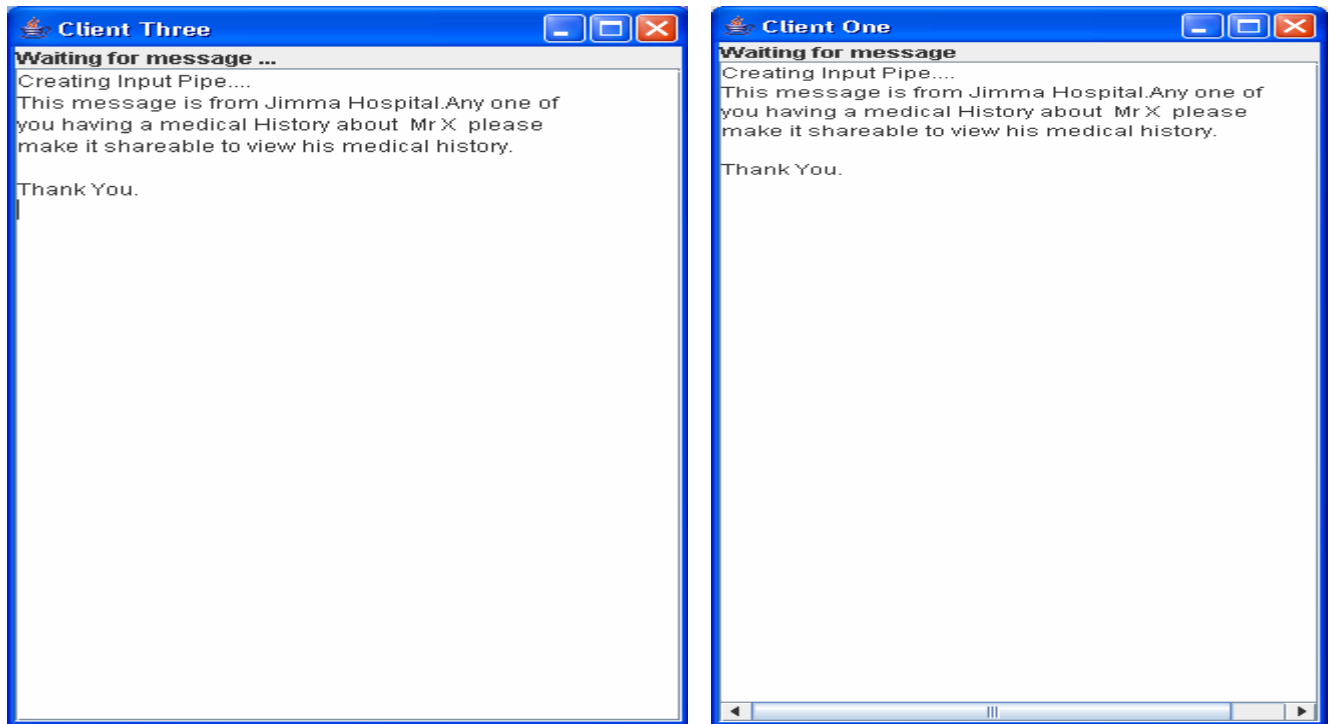 Client Three
Waiting for message ...
Creating Input Pipe....
This message is from Jimma Hospital.Any one of
you having a medical History about  Mr X  please
make it shareable to view his medical history.
Thank You.
Client One
Waiting for message
Creating Input Pipe....
This message is from Jimma Hospital.Any one of
you having a medical History about  Mr X  please
make it shareable to view his medical history.
Thank You.